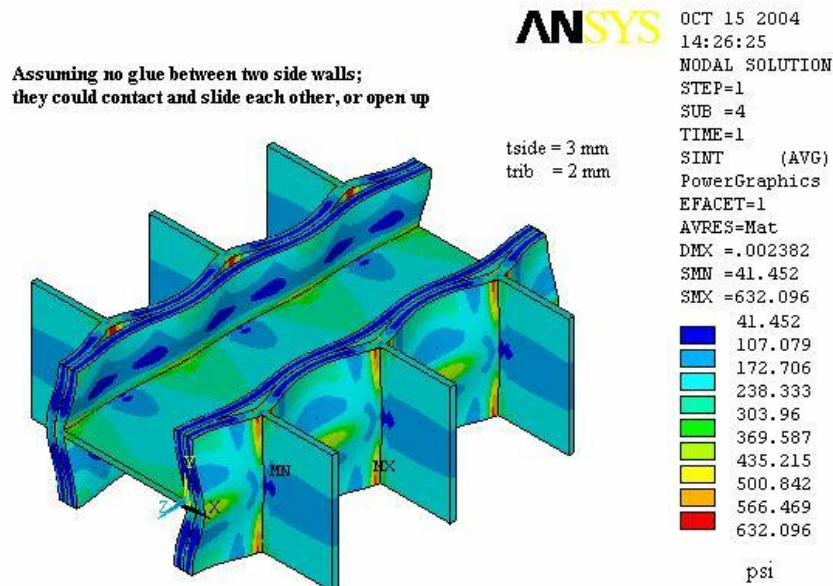 ANSYS
OCT 15 2004
14:26:25
NODAL SOLUTION
STEP=1
SUB =4
TIME=1
SINT (AVG)
PowerGraphics
EFACET=1
AVRES=Mat
DMX =.002382
SMN =41.452
SMX =632.096
41.452
107.079
172.706
238.333
303.96
369.587
435.215
500.842
566.469
632.096
psi
Assuming no glue between two side walls;
they could contact and slide each other, or open up
tside = 3 mm
trib = 2 mm
MN
MX
Y
Z
X